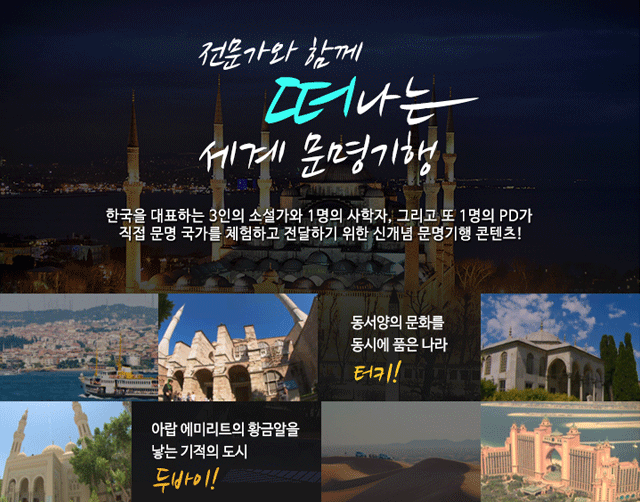 전문가와 함께
떠나는
세계 문명기행
한국을 대표하는 3인의 소설가와 1명의 사학자, 그리고 또 1명의 PD가
직접 문명 국가를 체험하고 전달하기 위한 신개념 문명기행 콘텐츠!
동서양의 문화를
동시에 품은 나라
터키!
아랍 에미리트의 황금알을
낳는 기적의 도시
두바이!